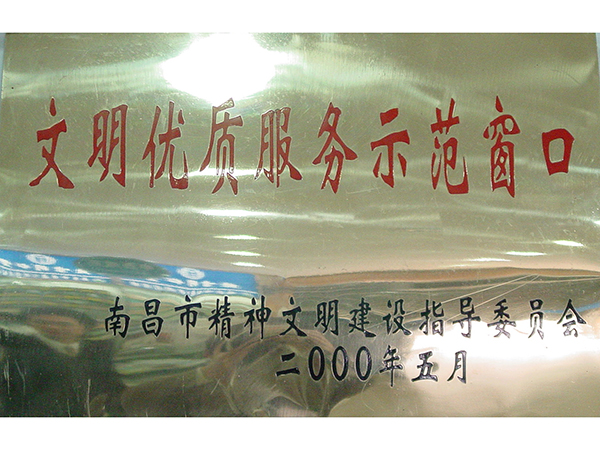 文明优质服务示范窗口
南昌市精神文明建设指导委员会
二000年五月